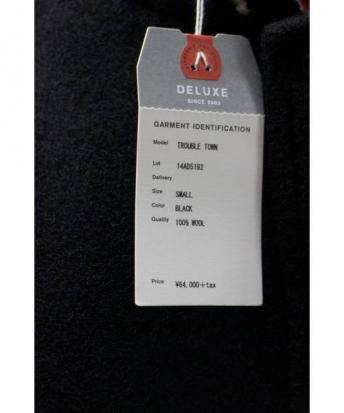 DELUXE
SINCE 2003
GARMENT IDENTIFICATION
Model TROUBLE TOWN
Lot 14AD5192
Delivery
Size SMALL
Color BLACK
Quality 100% WOOL
Price ¥64,000+tax